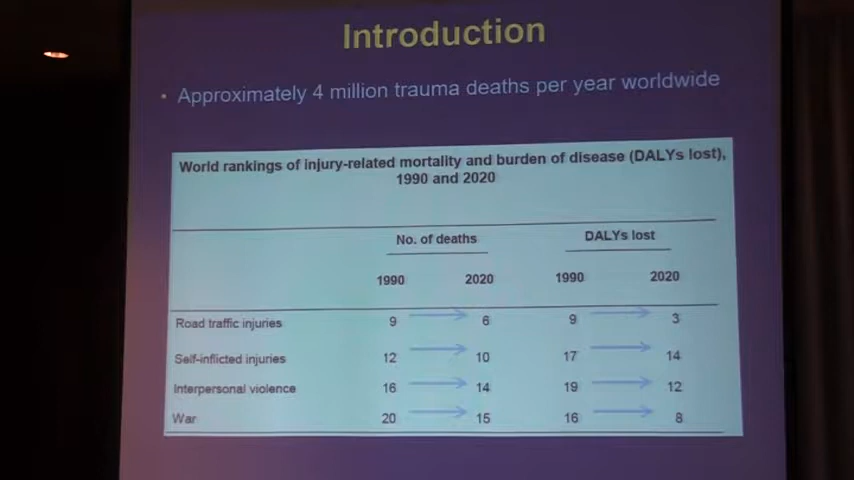 Introduction
• Approximately 4 million trauma deaths per year worldwide
World rankings of injury-related mortality and burden of disease (DALYs lost),
1990 and 2020
No. of deaths DALYs lost
1990 2020 1990 2020
Road traffic injuries 9 6 9 3
Self-inflicted injuries 12 10 17 14
Interpersonal violence 16 14 19 12
War 20 15 16 8